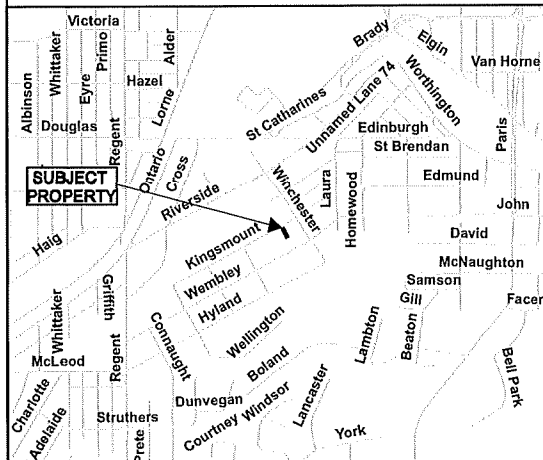 Victoria
Brady
Elgin
Van Horne
Albinson
Whittaker
Eyre
Primo
Alder
Hazel
Lorne
Douglas
Regent
St Catharines
Unnamed Lane 74
Worthington
Edinburgh
St Brendan
Paris
SUBJECT
PROPERTY
Ontario
Cross
Riverside
Winchester
Laura
Homewood
Edmund
John
David
Haig
Kingsmount
Wembley
Hyland
McNaughton
Samson
Gill
Facer
Whittaker
Griffith
Regent
Connaught
Wellington
Boland
Lambton
Beaton
McLeod
Charlotte
Adelaide
Struthers
Prete
Dunvegan
Courtney
Windsor
Lancaster
York
Bell Park